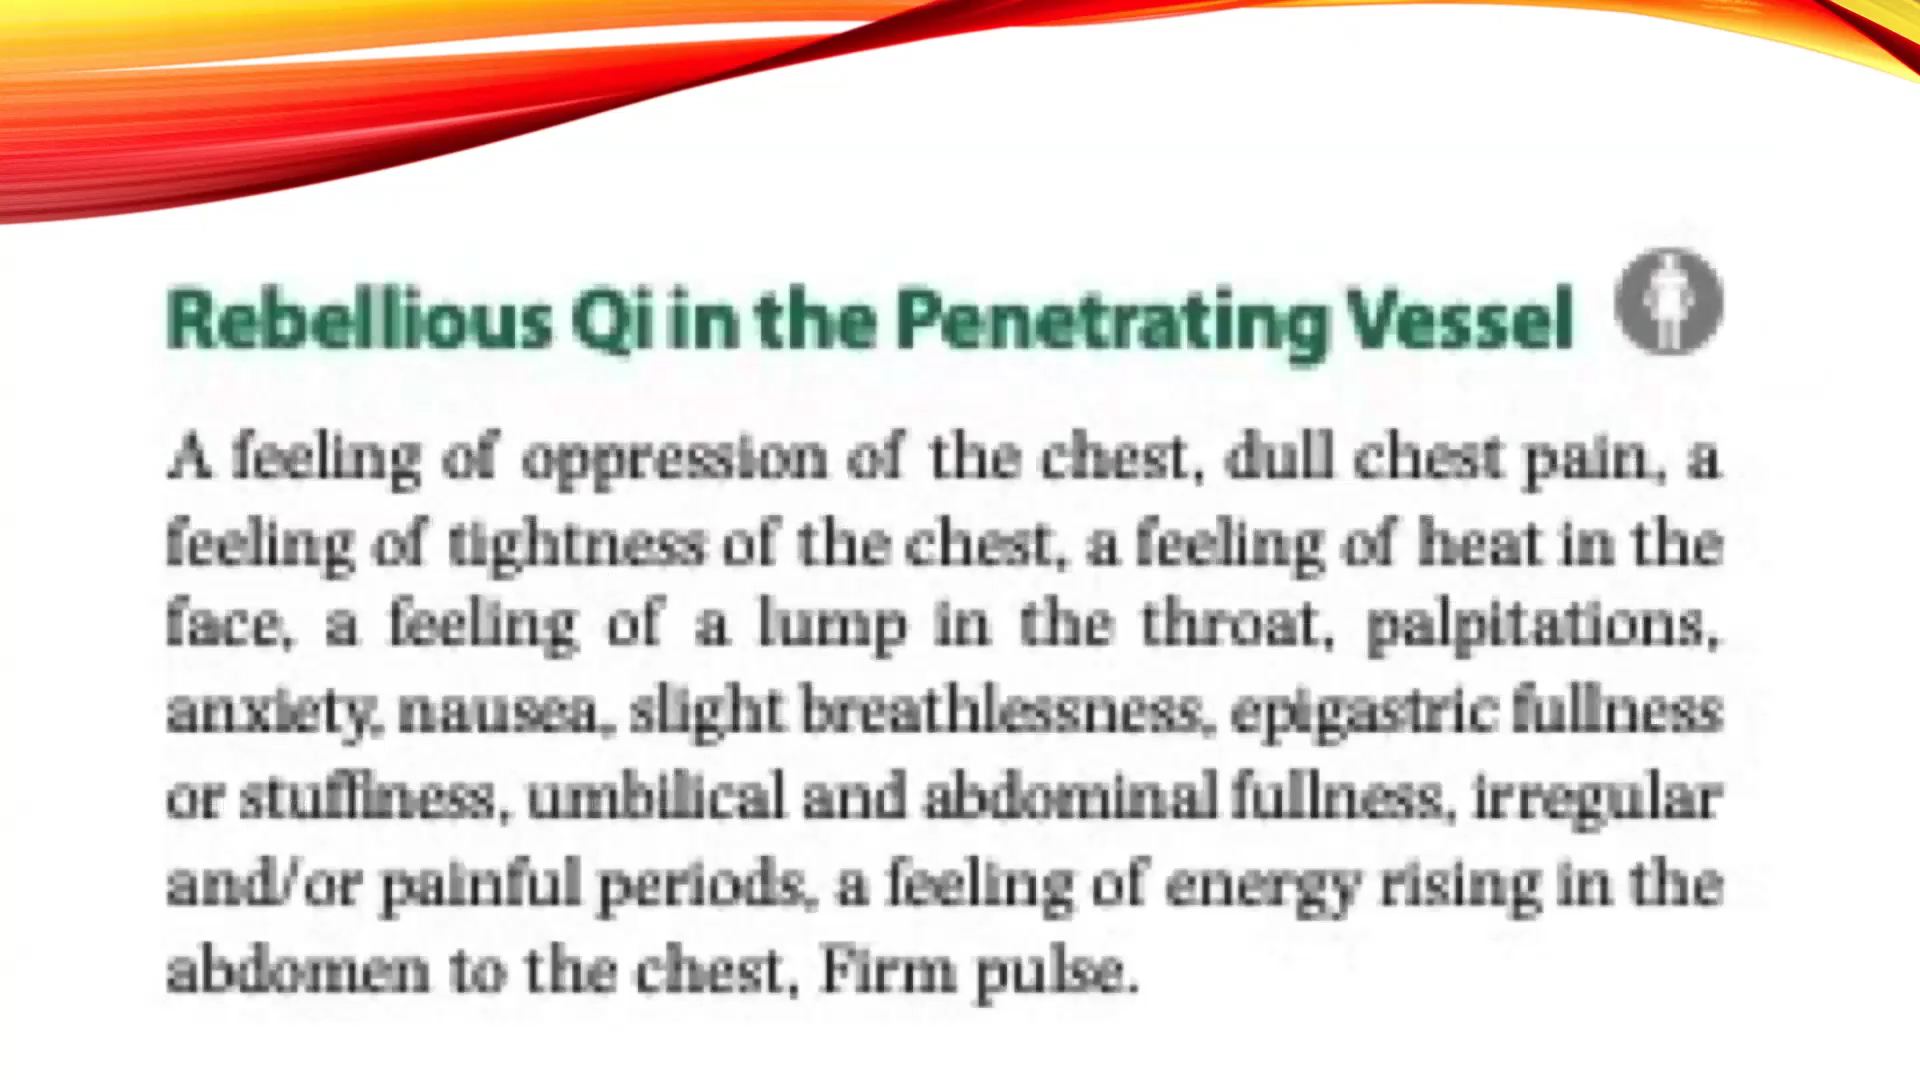 Rebellious Qi in the Penetrating Vessel
A feeling of oppression of the chest, dull chest pain, a
feeling of tightness of the chest, a feeling of heat in the
face, a feeling of a lump in the throat, palpitations,
anxiety, nausea, slight breathlessness, epigastric fullness
or stuffiness, umbilical and abdominal fullness, irregular
and/or painful periods, a feeling of energy rising in the
abdomen to the chest, Firm pulse.